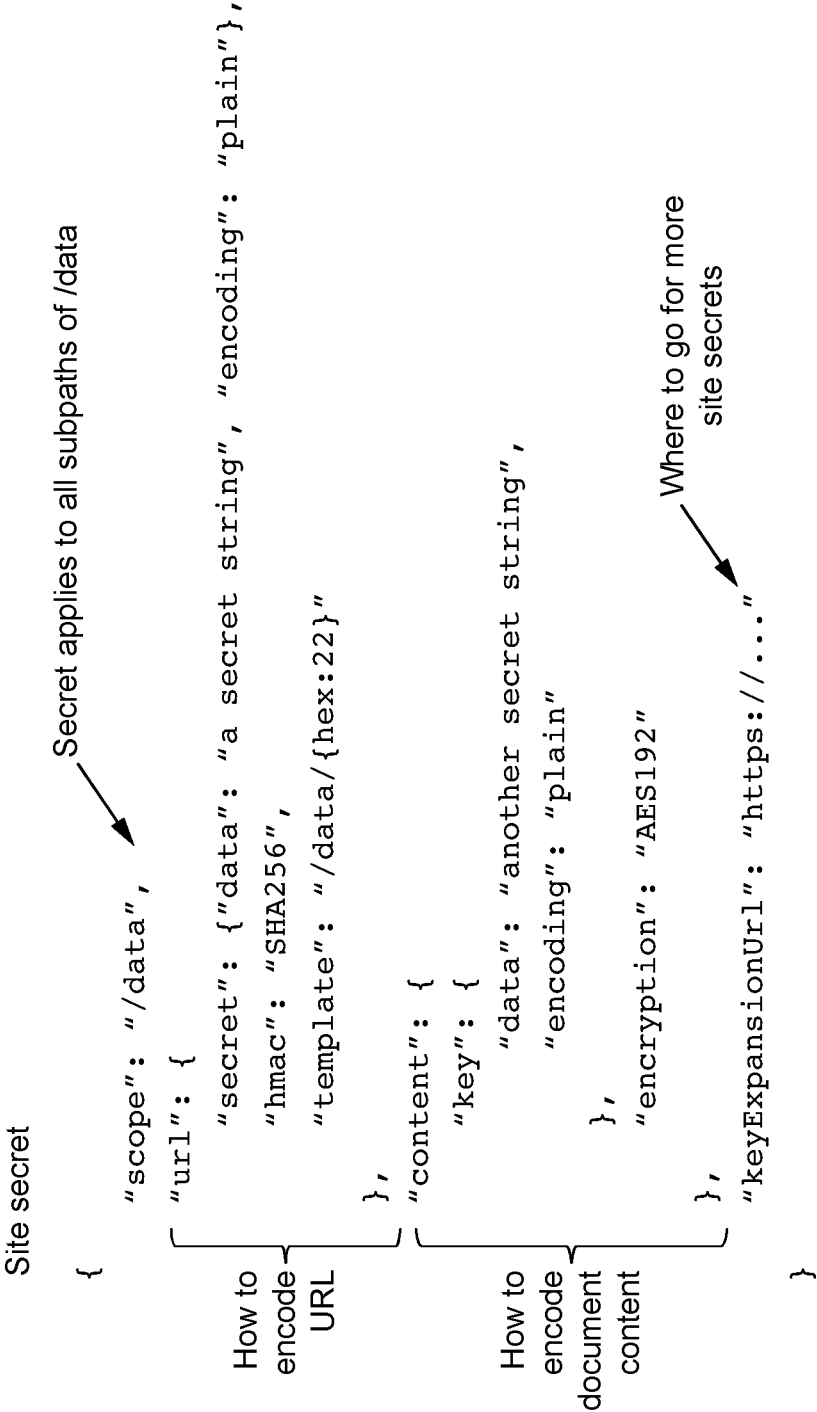 Site secret
{
Secret applies to all subpaths of /data
“scope”: “/data”,
“url”: {
“secret”: {“data”: “a secret string”, “encoding”: “plain”},
“hmac”: “SHA256”,
“template”: “/data/{hex:22}”
},
How to
encode
URL
“content”: {
“key”: {
“data”: “another secret string”,
“encoding”: “plain”
},
“encryption”: “AES192”
},
How to
encode
document
content
Where to go for more
site secrets
“keyExpansionUrl”: “https://...”
}